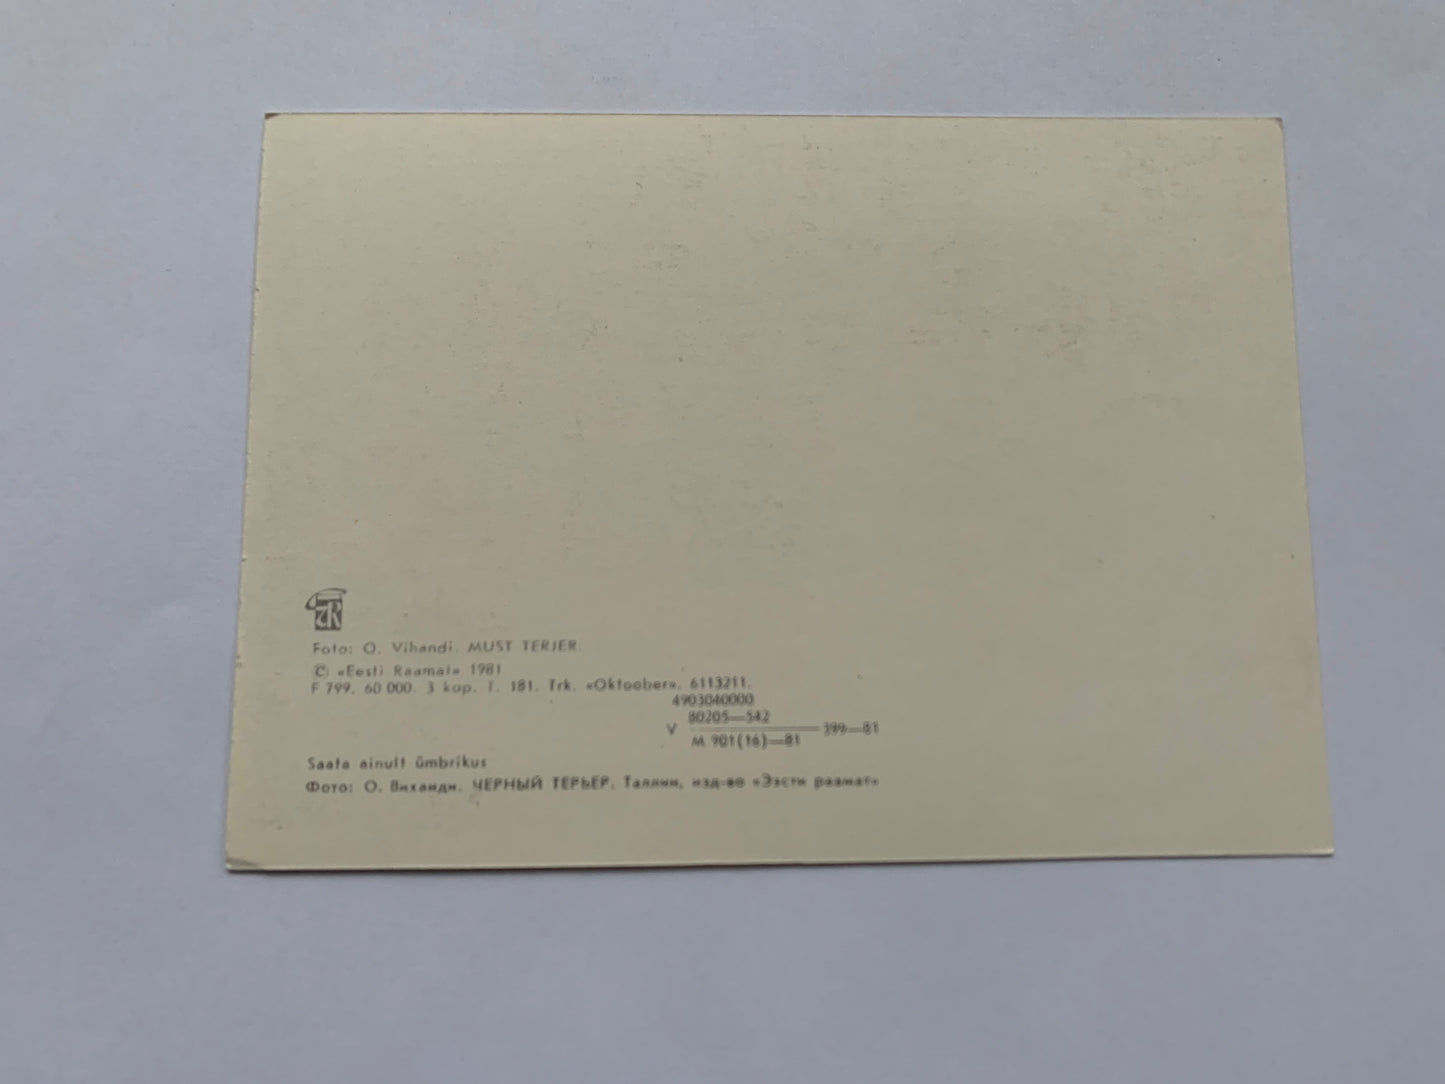 Foto: O. Vihandi. MUST TERJER.
© «Eesti Raamat» 1981
F 799. 60 000. 3 kop. T. 181. Trk. «Oktoober». 6113211.
4903040000
80205—542
V ———— 399—81
M 901(16)—81
Saata ainult ümbrikus
Фото: О. Виханди. ЧЕРНЫЙ ТЕРЬЕР. Таллин, изд-во «Ээсти раамат»